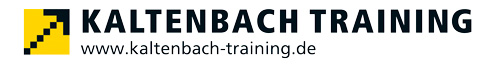 KALTENBACH TRAINING
www.kaltenbach-training.de